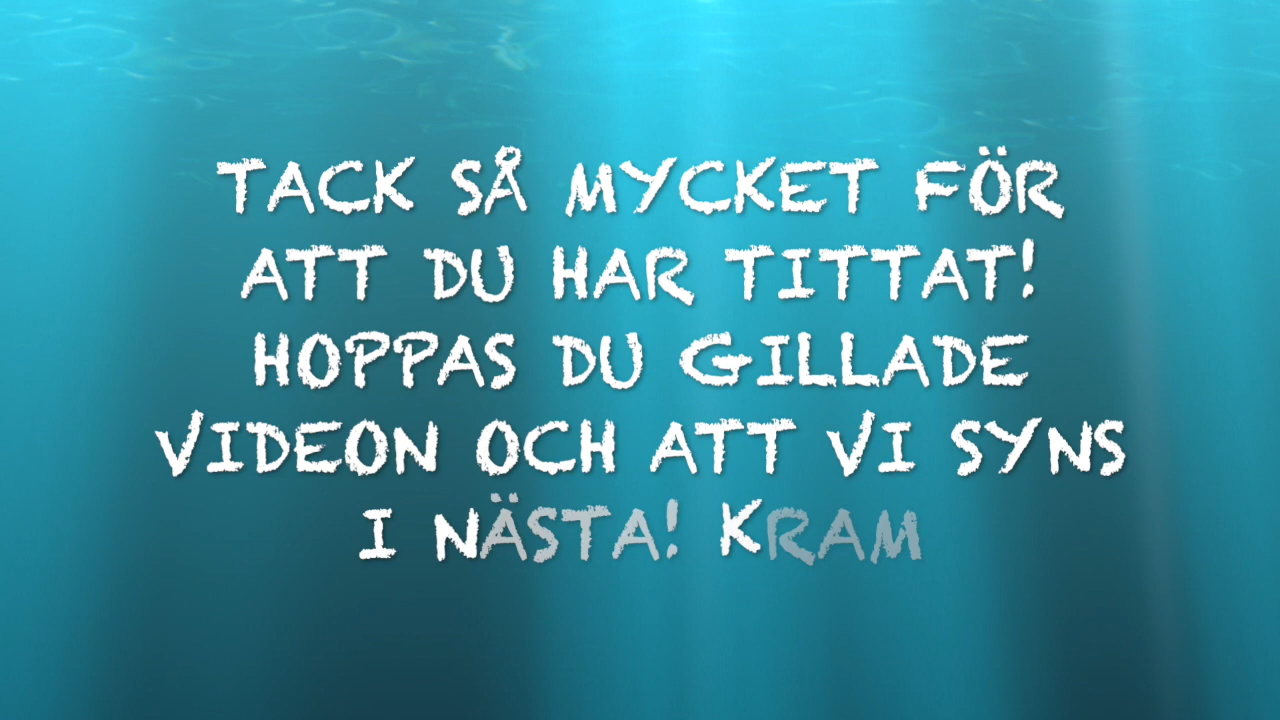 TACK SÅ MYCKET FÖR
ATT DU HAR TITTAT!
HOPPAS DU GILLADE
VIDEON OCH ATT VI SYNS
I NÄSTA! KRAM